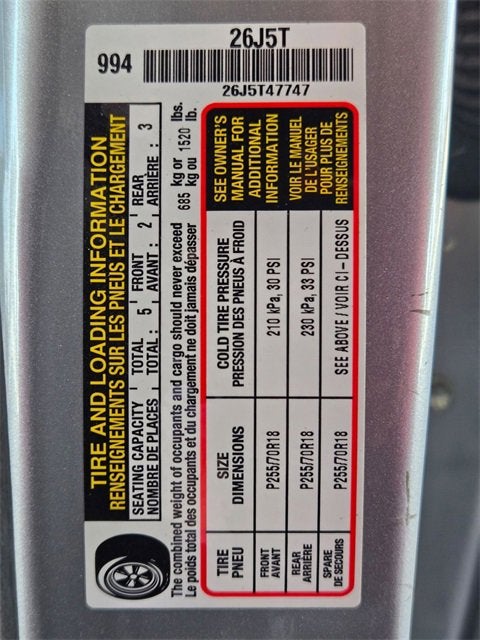 26J5T
994
26J5T47747
TIRE AND LOADING INFORMATION
RENSEIGNEMENTS SUR LES PNEUS ET LE CHARGEMENT
SEATING CAPACITY TOTAL : 5 FRONT : 2 REAR : 3
NOMBRE DE PLACES TOTAL : 5 AVANT : 2 ARRIÈRE : 3
The combined weight of occupants and cargo should never exceed 685 kg or 1520 lbs.
Le poids total des occupants et du chargement ne doit jamais dépasser 685 kg ou 1520 lb.
TIRE
PNEU
SIZE
DIMENSIONS
COLD TIRE PRESSURE
PRESSION DES PNEUS À FROID
SEE OWNER'S
MANUAL FOR
ADDITIONAL
INFORMATION
FRONT
AVANT
P255/70R18
210 kPa, 30 PSI
REAR
ARRIÈRE
P255/70R18
230 kPa, 33 PSI
VOIR LE MANUEL
DE L'USAGER
POUR PLUS DE
RENSEIGNEMENTS
SPARE
DE SECOURS
P255/70R18
SEE ABOVE / VOIR CI-DESSUS